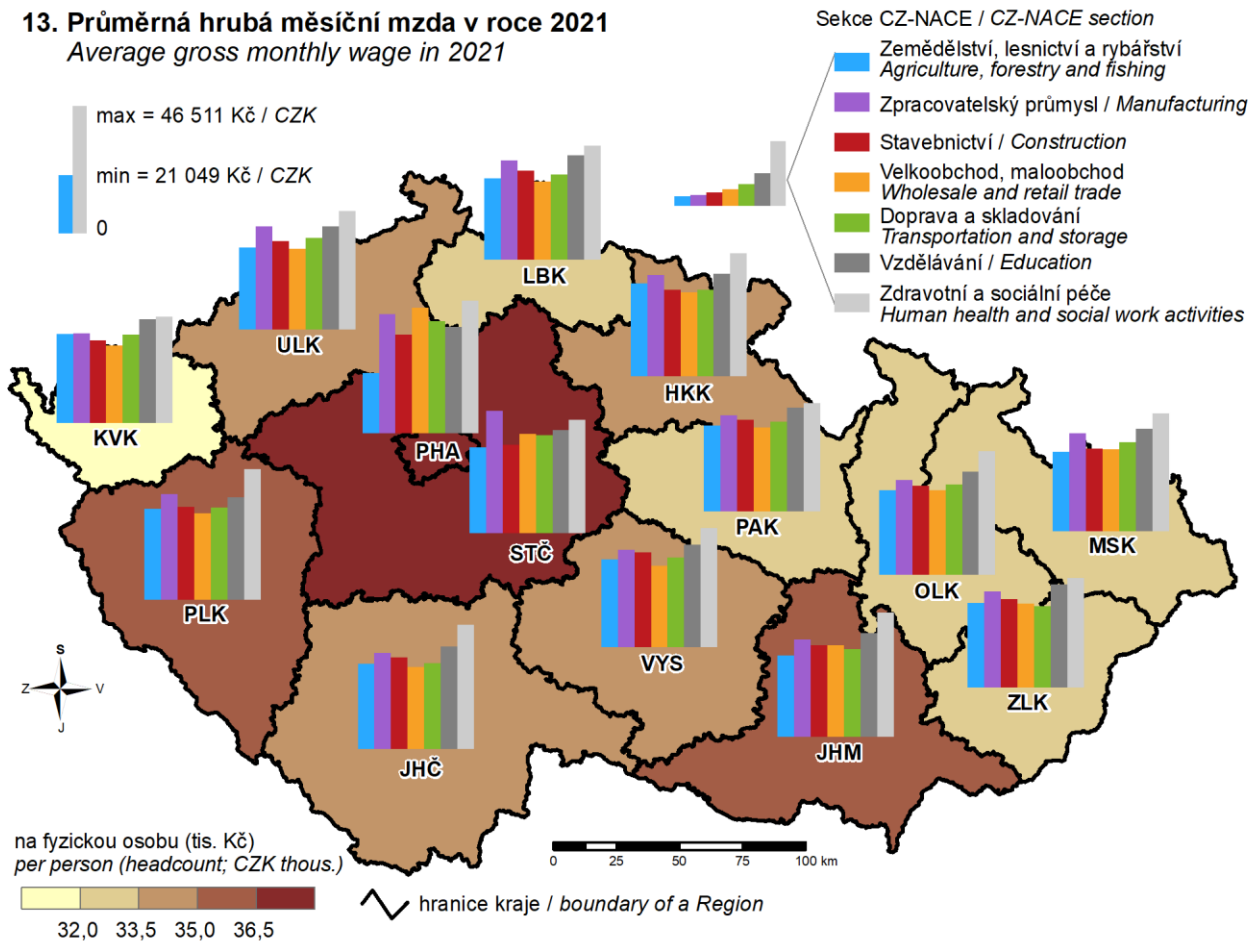 13. Průměrná hrubá měsíční mzda v roce 2021
Average gross monthly wage in 2021
max = 46 511 Kč / CZK
min = 21 049 Kč / CZK
0
Sekce CZ-NACE / CZ-NACE section
Zemědělství, lesnictví a rybářství
Agriculture, forestry and fishing
Zpracovatelský průmysl / Manufacturing
Stavebnictví / Construction
Velkoobchod, maloobchod
Wholesale and retail trade
Doprava a skladování
Transportation and storage
Vzdělávání / Education
Zdravotní a sociální péče
Human health and social work activities
LBK
ULK
HKK
KVK
PHA
PAK
STČ
MSK
OLK
PLK
VYS
ZLK
JHM
JHČ
S
Z V
J
na fyzickou osobu (tis. Kč)
per person (headcount; CZK thous.)
32,0 33,5 35,0 36,5
hranice kraje / boundary of a Region
0 25 50 75 100 km